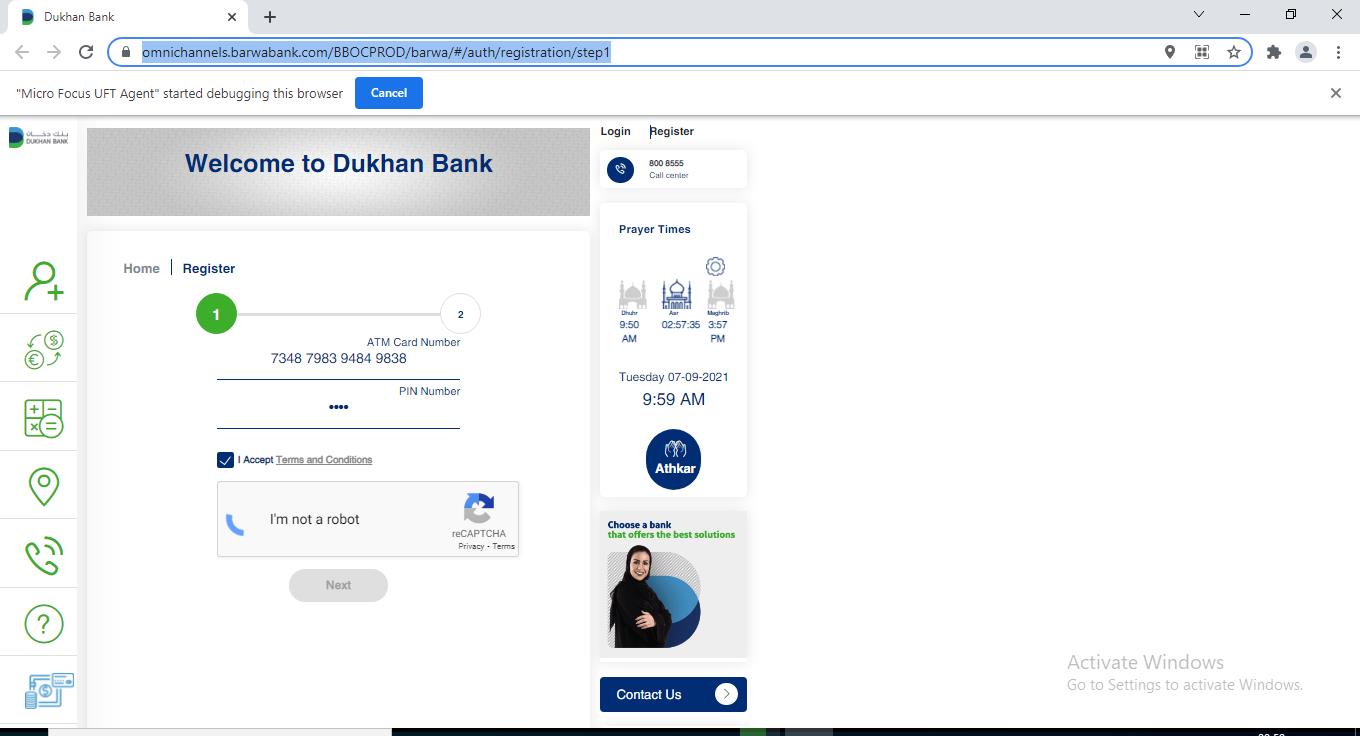 Dukhan Bank
omnichannels.barwabank.com/BBOCPROD/barwa/#/auth/registration/step1
"Micro Focus UFT Agent" started debugging this browser
Cancel
بنك دخان
DUKHAN BANK
Welcome to Dukhan Bank
Home
Register
1
2
ATM Card Number
7348 7983 9484 9838
PIN Number
••••
I Accept Terms and Conditions
I'm not a robot
reCAPTCHA
Privacy - Terms
Next
Login
Register
800 8555
Call center
Prayer Times
Dhuhr
Asr
Maghrib
9:50
AM
02:57:35
3:57
PM
Tuesday 07-09-2021
9:59 AM
Athkar
Choose a bank
that offers the best solutions
Contact Us
Activate Windows
Go to Settings to activate Windows.